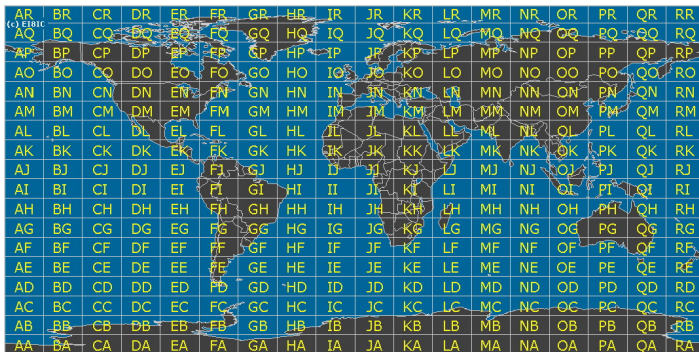 AR BR CR DR ER FR GR HR IR JR KR LR MR NR OR PR QR RR
(c) EI8IC
AQ BQ CQ DQ EQ FQ GQ HQ IQ JQ KQ LQ MQ NQ OQ PQ QQ RQ
AP BP CP DP EP FP GP HP IP JP KP LP MP NP OP PP QP RP
AO BO CO DO EO FO GO HO IO JO KO LO MO NO OO PO QO RO
AN BN CN DN EN FN GN HN IN JN KN LN MN NN ON PN QN RN
AM BM CM DM EM FM GM HM IM JM KM LM MM NM OM PM QM RM
AL BL CL DL EL FL GL HL IL JL KL LL ML NL OL PL QL RL
AK BK CK DK EK FK GK HK IK JK KK LK MK NK OK PK QK RK
AJ BJ CJ DJ EJ FJ GJ HJ IJ JJ KJ LJ MJ NJ OJ PJ QJ RJ
AI BI CI DI EI FI GI HI II JI KI LI MI NI OI PI QI RI
AH BH CH DH EH FH GH HH IH JH KH LH MH NH OH PH QH RH
AG BG CG DG EG FG GG HG IG JG KG LG MG NG OG PG QG RG
AF BF CF DF EF FF GF HF IF JF KF LF MF NF OF PF QF RF
AE BE CE DE EE FE GE HE IE JE KE LE ME NE OE PE QE RE
AD BD CD DD ED FD GD HD ID JD KD LD MD ND OD PD QD RD
AC BC CC DC EC FC GC HC IC JC KC LC MC NC OC PC QC RC
AB BB CB DB EB FB GB HB IB JB KB LB MB NB OB PB QB RB
AA BA CA DA EA FA GA HA IA JA KA LA MA NA OA PA QA RA